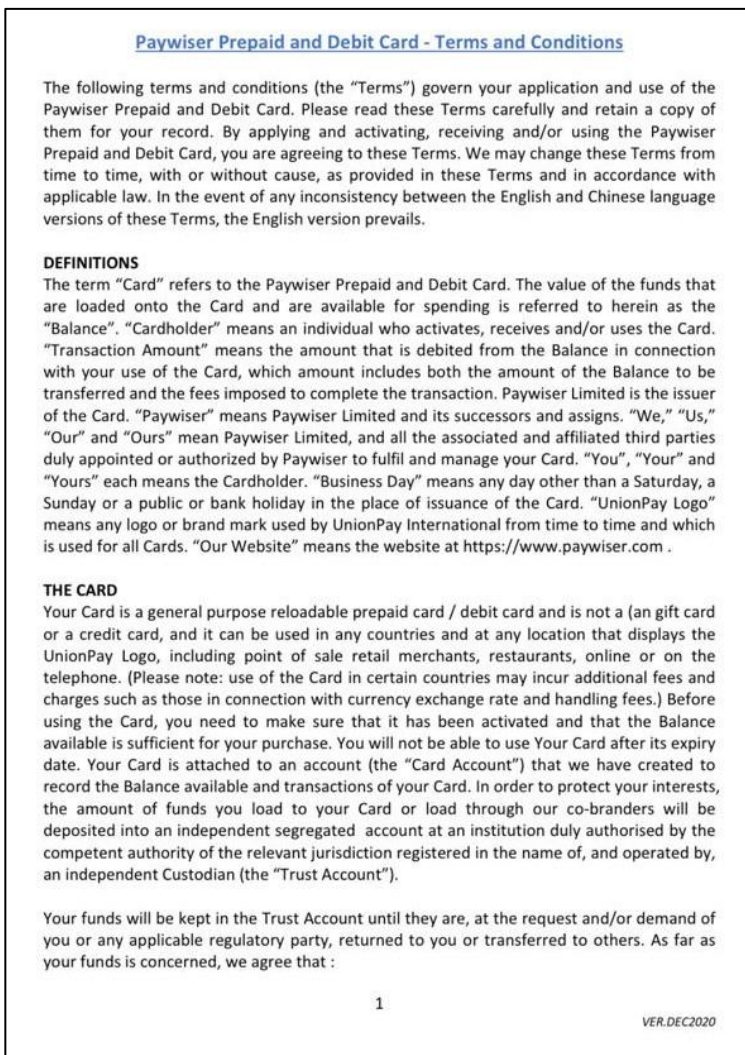 Paywiser Prepaid and Debit Card - Terms and Conditions
The following terms and conditions (the “Terms”) govern your application and use of the
Paywiser Prepaid and Debit Card. Please read these Terms carefully and retain a copy of
them for your record. By applying and activating, receiving and/or using the Paywiser
Prepaid and Debit Card, you are agreeing to these Terms. We may change these Terms from
time to time, with or without cause, as provided in these Terms and in accordance with
applicable law. In the event of any inconsistency between the English and Chinese language
versions of these Terms, the English version prevails.
DEFINITIONS
The term “Card” refers to the Paywiser Prepaid and Debit Card. The value of the funds that
are loaded onto the Card and are available for spending is referred to herein as the
“Balance”. “Cardholder” means an individual who activates, receives and/or uses the Card.
“Transaction Amount” means the amount that is debited from the Balance in connection
with your use of the Card, which amount includes both the amount of the Balance to be
transferred and the fees imposed to complete the transaction. Paywiser Limited is the issuer
of the Card. “Paywiser” means Paywiser Limited and its successors and assigns. “We,” “Us,”
“Our” and “Ours” mean Paywiser Limited, and all the associated and affiliated third parties
duly appointed or authorized by Paywiser to fulfil and manage your Card. “You”, “Your” and
“Yours” each means the Cardholder. “Business Day” means any day other than a Saturday, a
Sunday or a public or bank holiday in the place of issuance of the Card. “UnionPay Logo”
means any logo or brand mark used by UnionPay International from time to time and which
is used for all Cards. “Our Website” means the website at https://www.paywiser.com .
THE CARD
Your Card is a general purpose reloadable prepaid card / debit card and is not a (an gift card
or a credit card, and it can be used in any countries and at any location that displays the
UnionPay Logo, including point of sale retail merchants, restaurants, online or on the
telephone. (Please note: use of the Card in certain countries may incur additional fees and
charges such as those in connection with currency exchange rate and handling fees.) Before
using the Card, you need to make sure that it has been activated and that the Balance
available is sufficient for your purchase. You will not be able to use Your Card after its expiry
date. Your Card is attached to an account (the “Card Account”) that we have created to
record the Balance available and transactions of your Card. In order to protect your interests,
the amount of funds you load to your Card or load through our co-branders will be
deposited into an independent segregated account at an institution duly authorised by the
competent authority of the relevant jurisdiction registered in the name of, and operated by,
an independent Custodian (the “Trust Account”).
Your funds will be kept in the Trust Account until they are, at the request and/or demand of
you or any applicable regulatory party, returned to you or transferred to others. As far as
your funds is concerned, we agree that :
1
VER.DEC2020